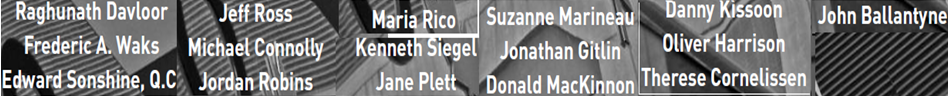 Raghunath Davloor
Frederic A. Waks
Edward Sonshine, Q.C
Jeff Ross
Michael Connolly
Jordan Robins
Maria Rico
Kenneth Siegel
Jane Plett
Suzanne Marineau
Jonathan Gitlin
Donald MacKinnon
Danny Kissoon
Oliver Harrison
Therese Cornelissen
John Ballantyne